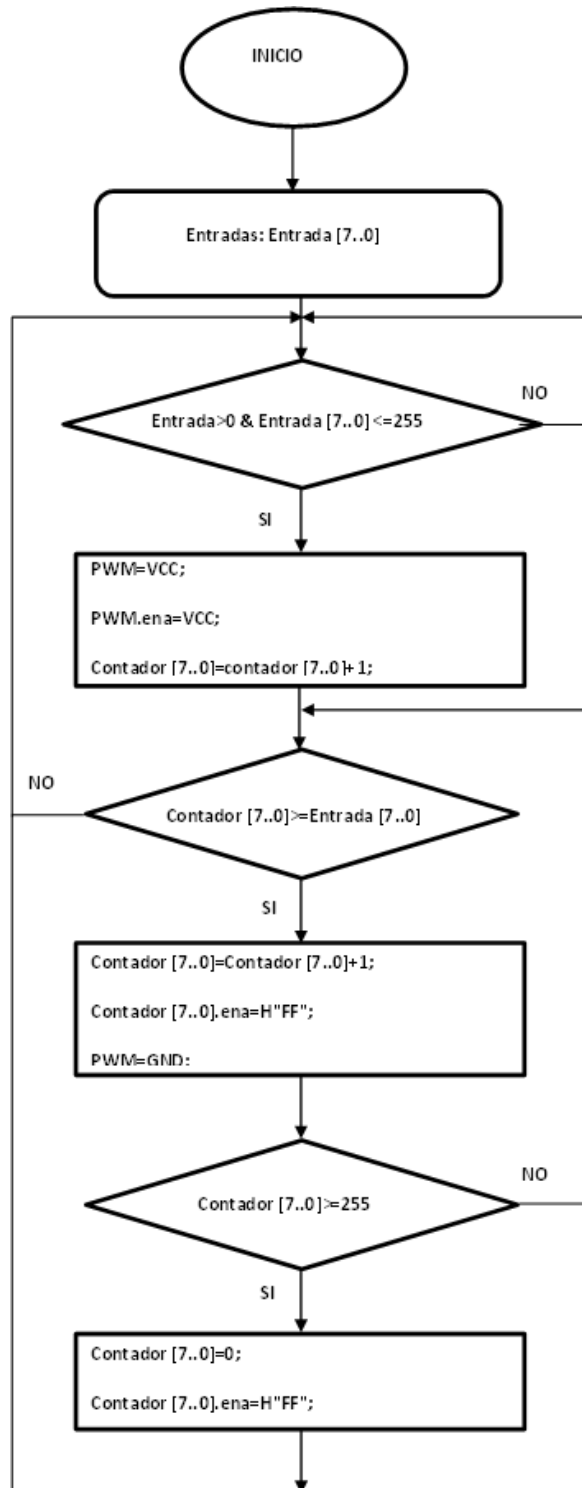 INICIO
Entradas: Entrada [7..0]
Entrada>0 & Entrada [7..0] <=255
NO
SI
PWM=VCC;
PWM.ena=VCC;
Contador [7..0]=contador [7..0]+1;
NO
Contador [7..0]>=Entrada [7..0]
SI
Contador [7..0]=Contador [7..0]+1;
Contador [7..0].ena=H"FF";
PWM=GND;
NO
Contador [7..0]>=255
SI
Contador [7..0]=0;
Contador [7..0].ena=H"FF";